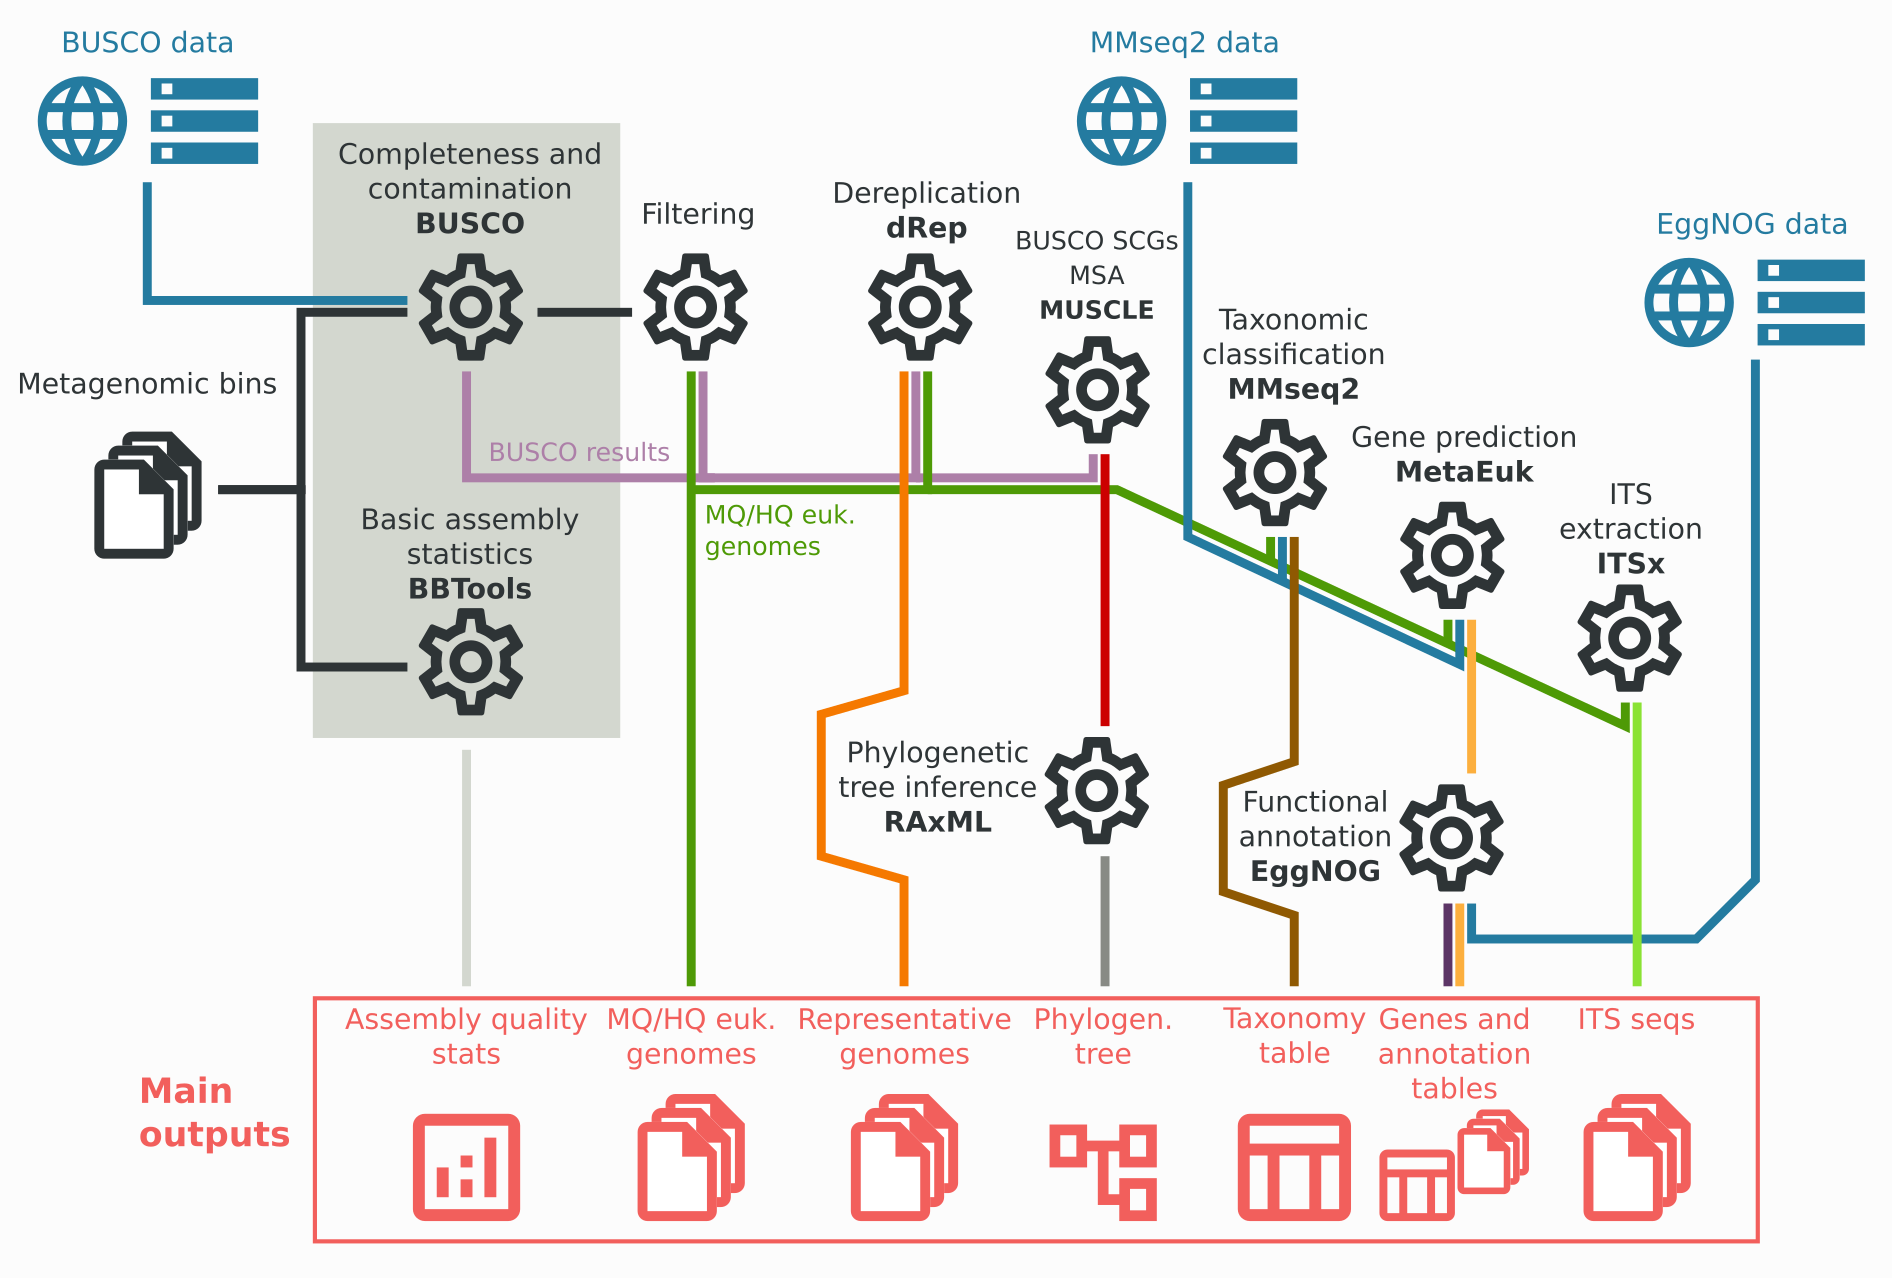 BUSCO data
MMseq2 data
EggNOG data
Completeness and
contamination
BUSCO
Filtering
Dereplication
dRep
BUSCO SCGs
MSA
MUSCLE
Taxonomic
classification
MMseq2
Metagenomic bins
Gene prediction
MetaEuk
BUSCO results
ITS
extraction
ITSx
MQ/HQ euk.
genomes
Basic assembly
statistics
BBTools
Phylogenetic
tree inference
RAxML
Functional
annotation
EggNOG
Main
outputs
Assembly quality
stats
MQ/HQ euk.
genomes
Representative
genomes
Phylogen.
tree
Taxonomy
table
Genes and
annotation
tables
ITS seqs